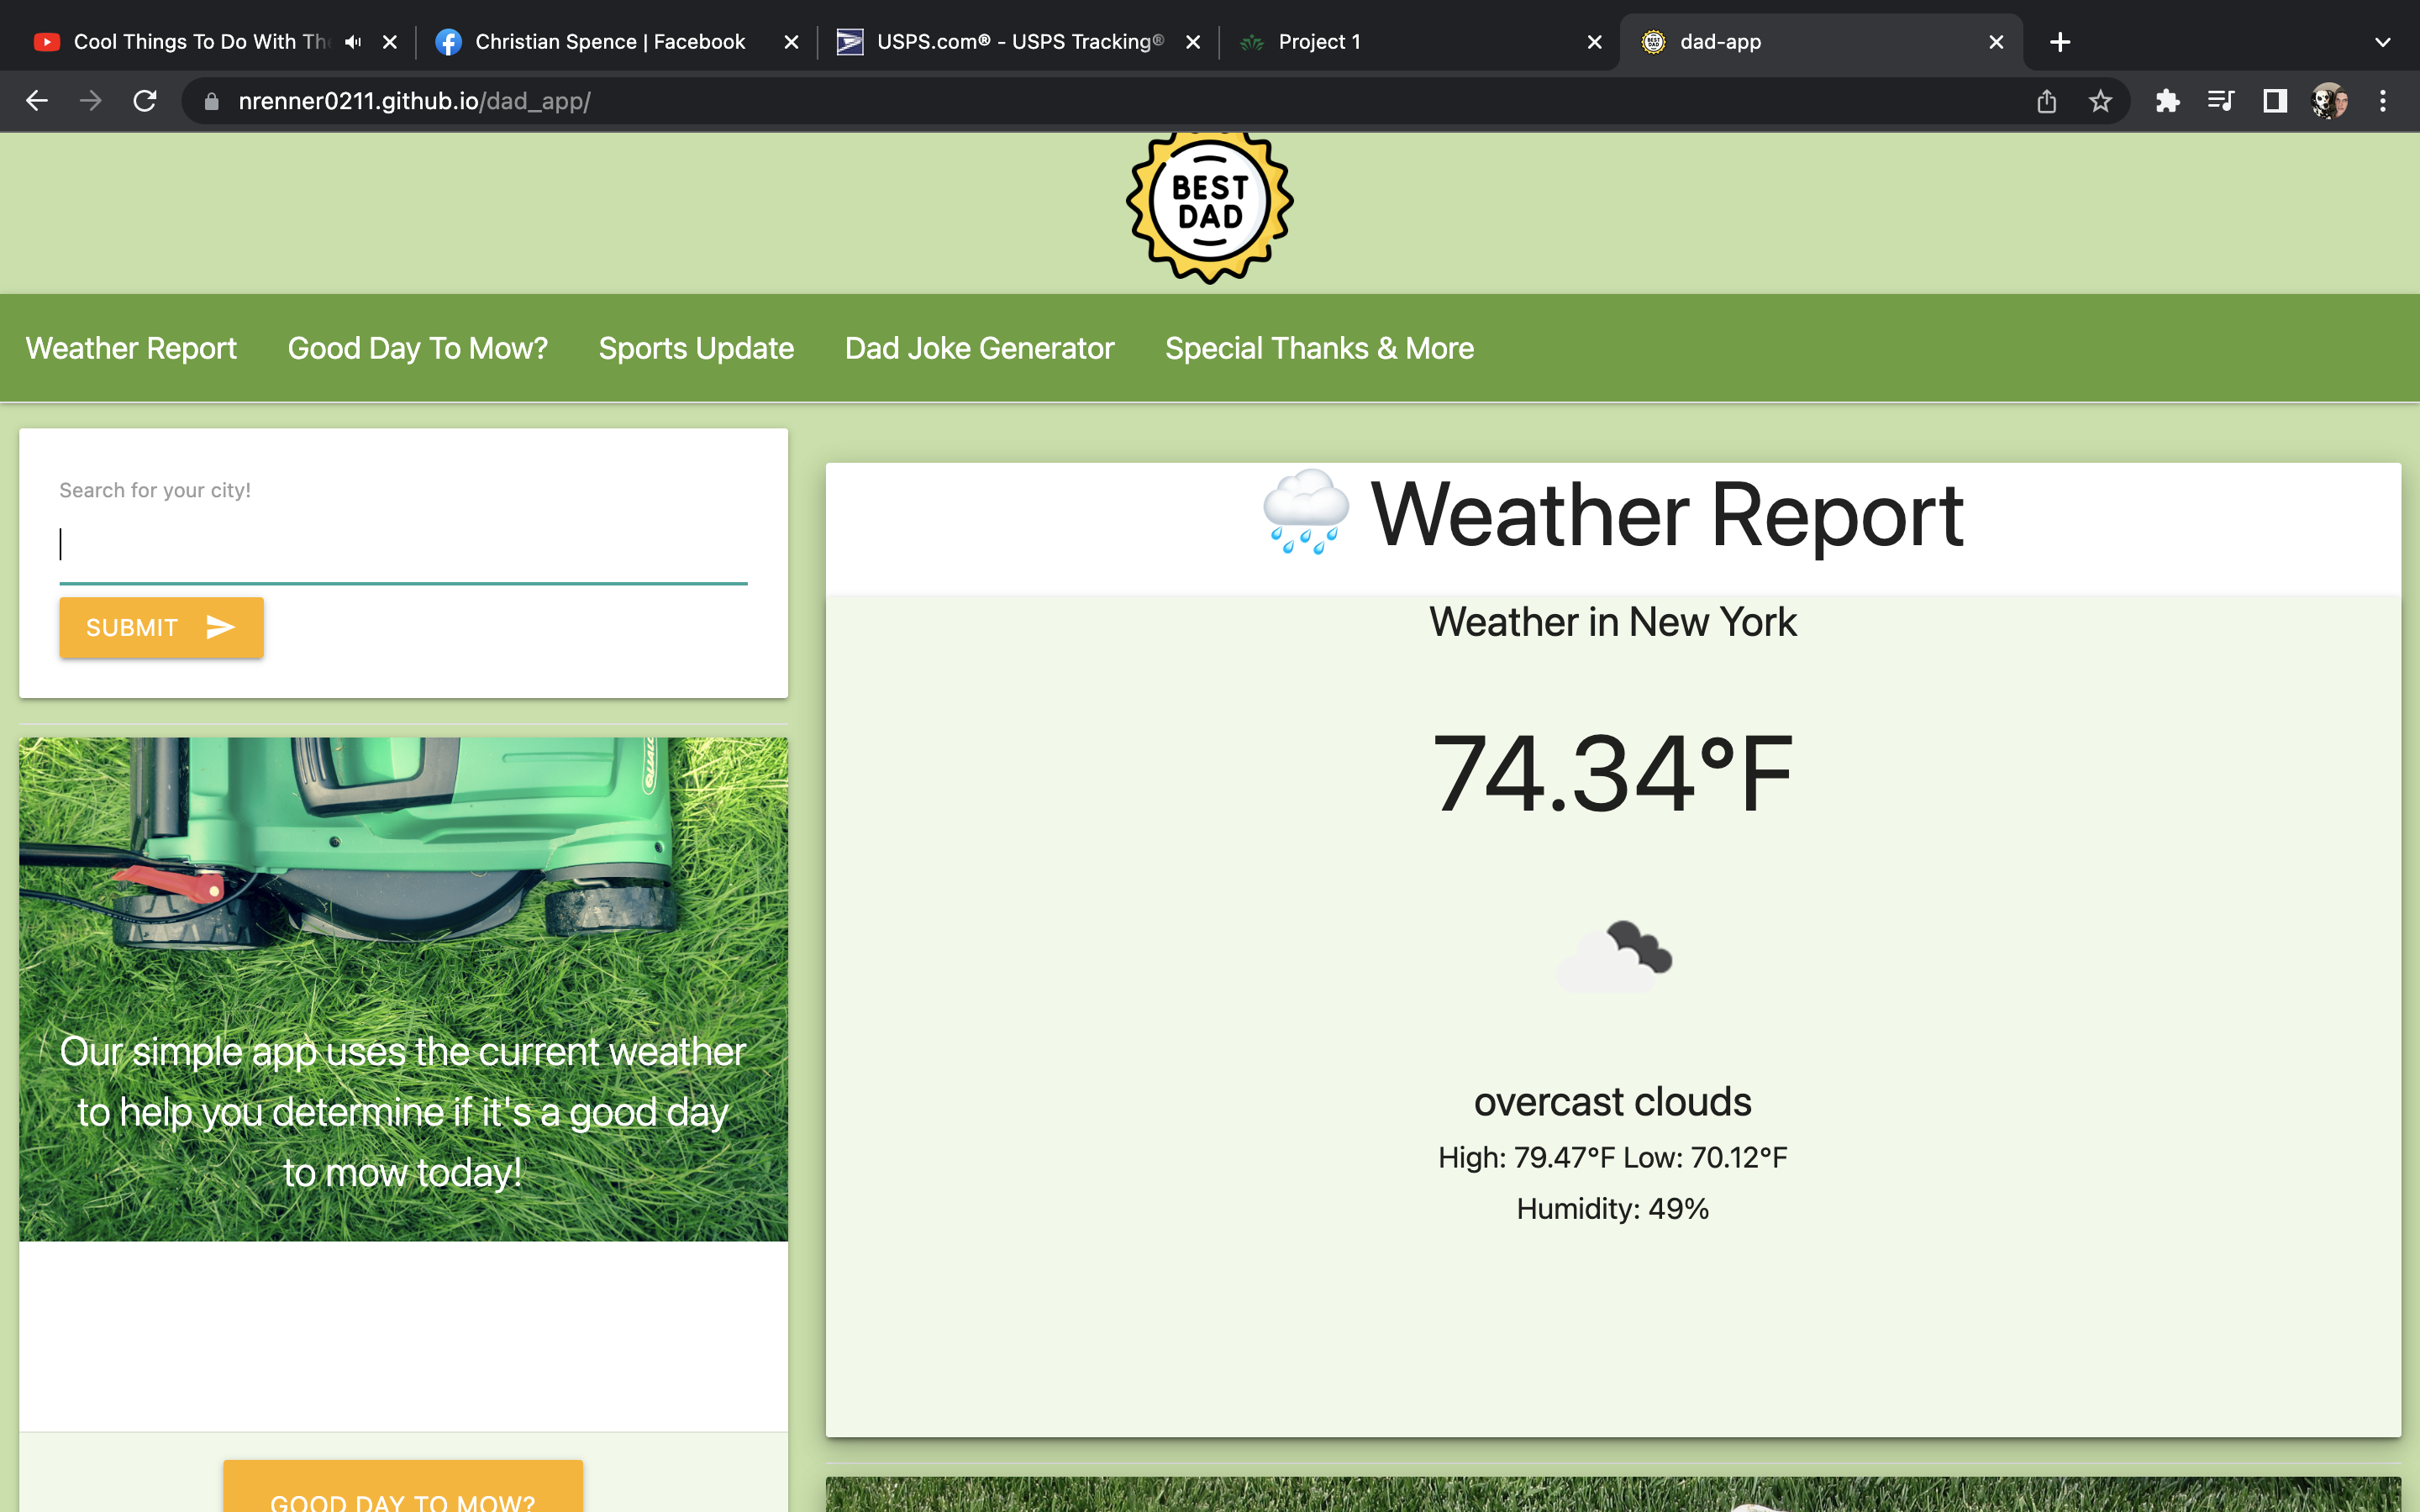 Cool Things To Do With Th
Christian Spence | Facebook
USPS.com® - USPS Tracking®
Project 1
dad-app
nrenner0211.github.io/dad_app/
BEST
DAD
Weather Report
Good Day To Mow?
Sports Update
Dad Joke Generator
Special Thanks & More
Search for your city!
SUBMIT
QUALC
Our simple app uses the current weather
to help you determine if it's a good day
to mow today!
GOOD DAY TO MOW?
Weather Report
Weather in New York
74.34°F
overcast clouds
High: 79.47°F Low: 70.12°F
Humidity: 49%